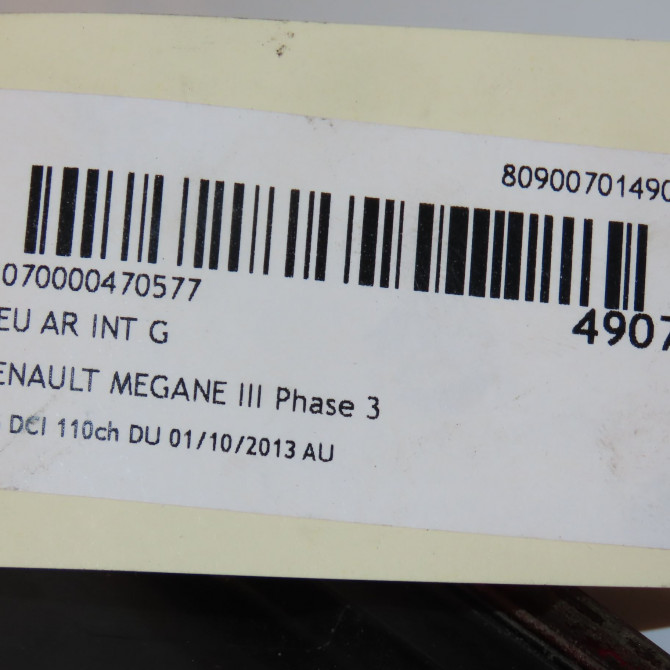 80900701490
070000470577
4907
EU AR INT G
ENAULT MEGANE III Phase 3
DCI 110ch DU 01/10/2013 AU